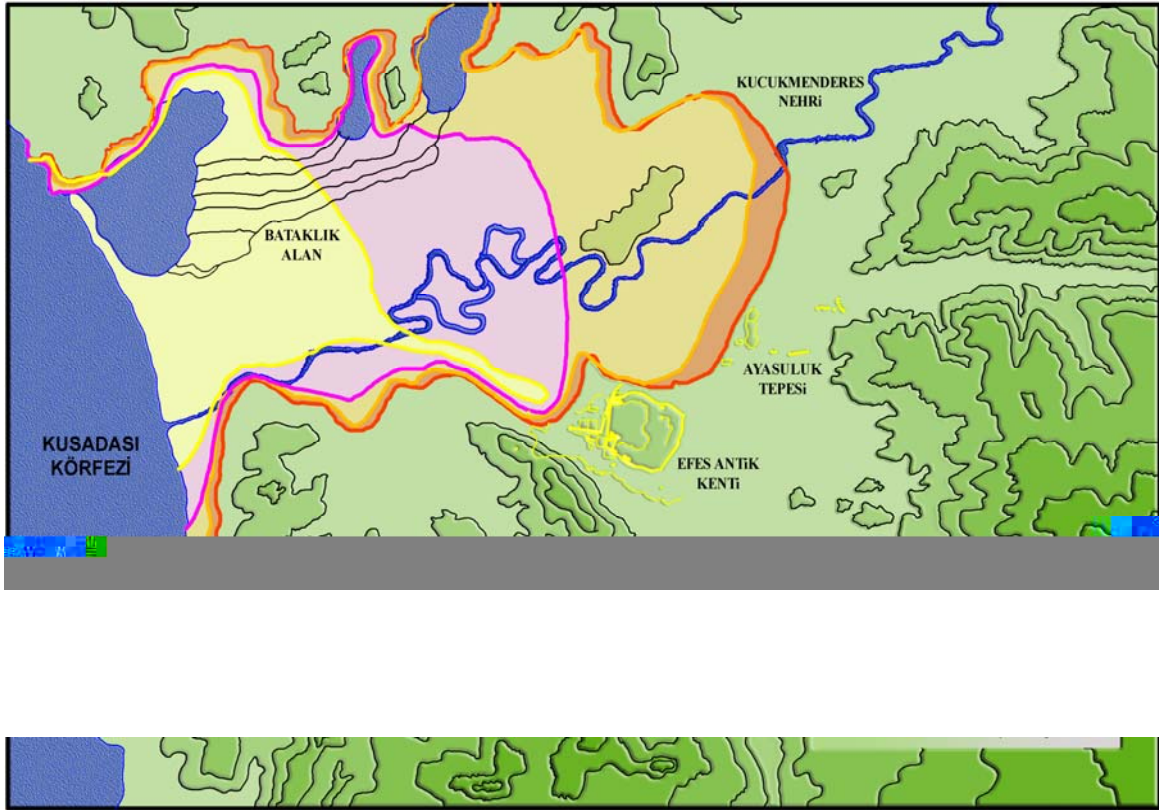 KUCUKMENDERES
NEHRi
BATAKLIK
ALAN
AYASULUK
TEPESi
KUSADASI
KÖRFEZİ
EFES ANTiK
KENTi